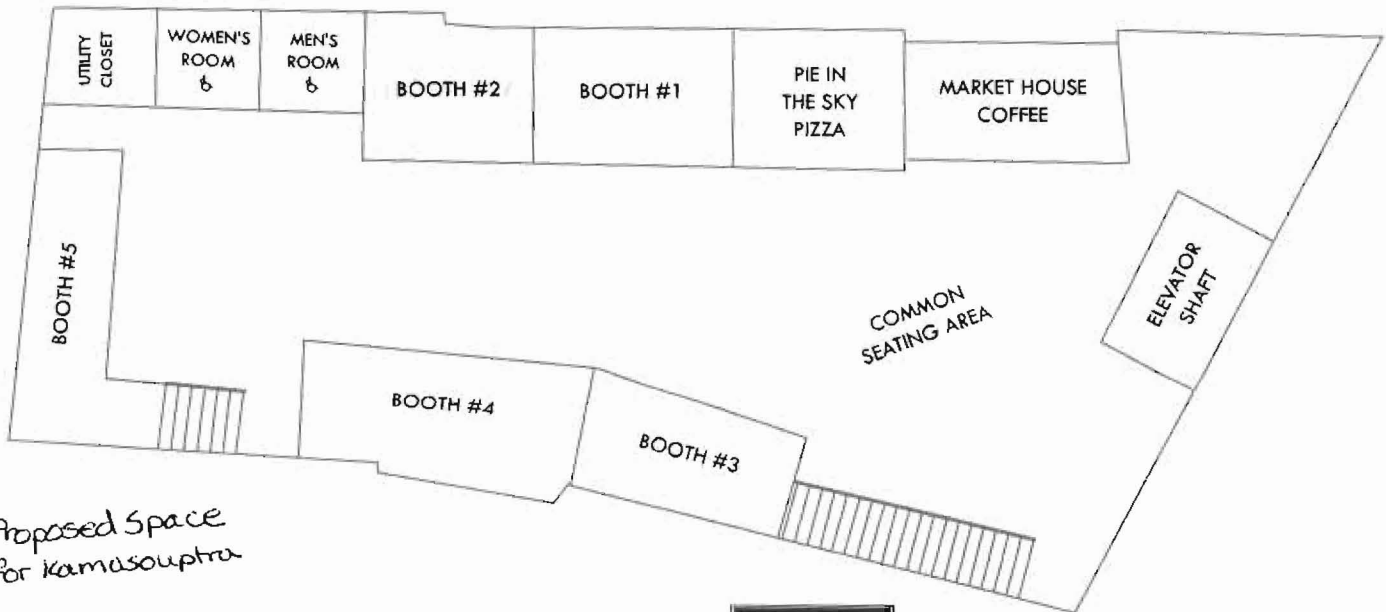 UTILITY
CLOSET
WOMEN'S
ROOM
MEN'S
ROOM
BOOTH #2
BOOTH #1
PIE IN
THE SKY
PIZZA
MARKET HOUSE
COFFEE
BOOTH #5
ELEVATOR
SHAFT
COMMON
SEATING AREA
BOOTH #4
BOOTH #3
Proposed Space
for Kamasouptra